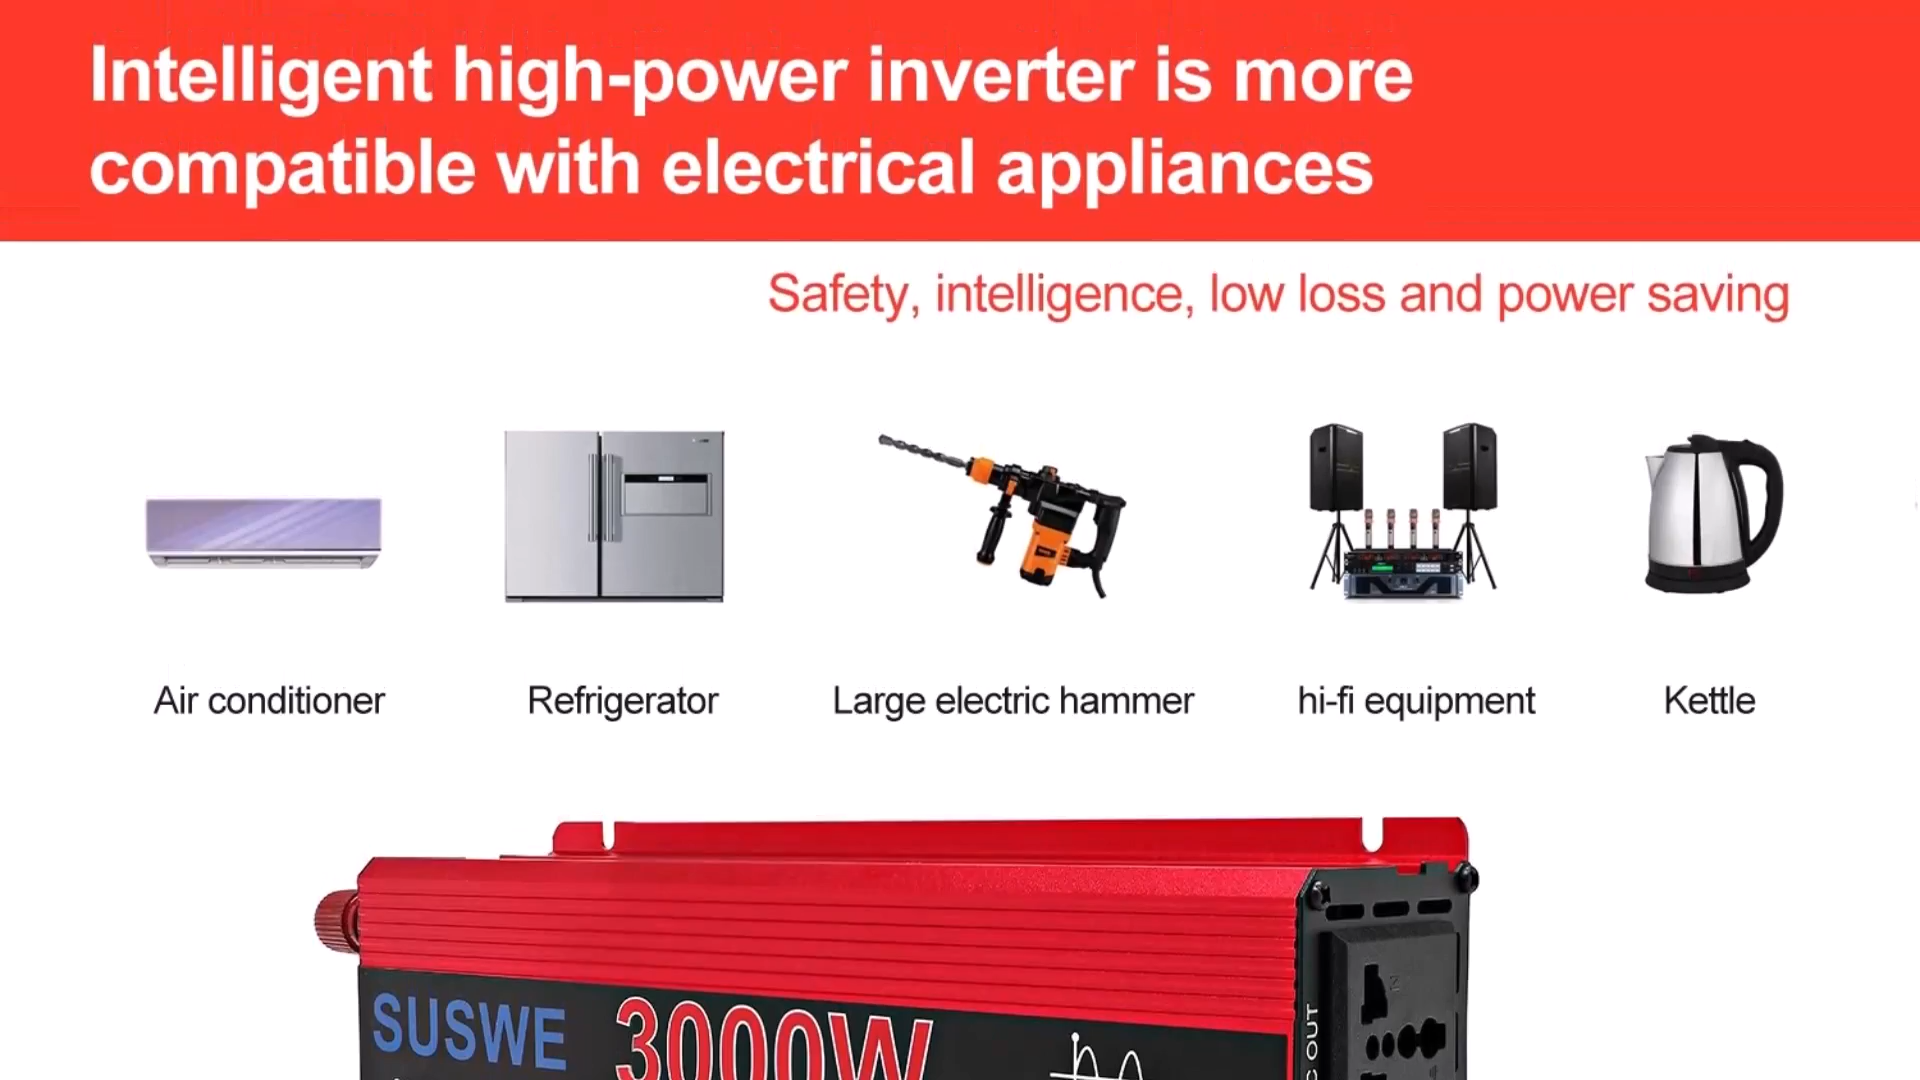 Intelligent high-power inverter is more
compatible with electrical appliances
Safety, intelligence, low loss and power saving
Air conditioner
Refrigerator
Large electric hammer
hi-fi equipment
Kettle
SUSWE
3000W
C OUT